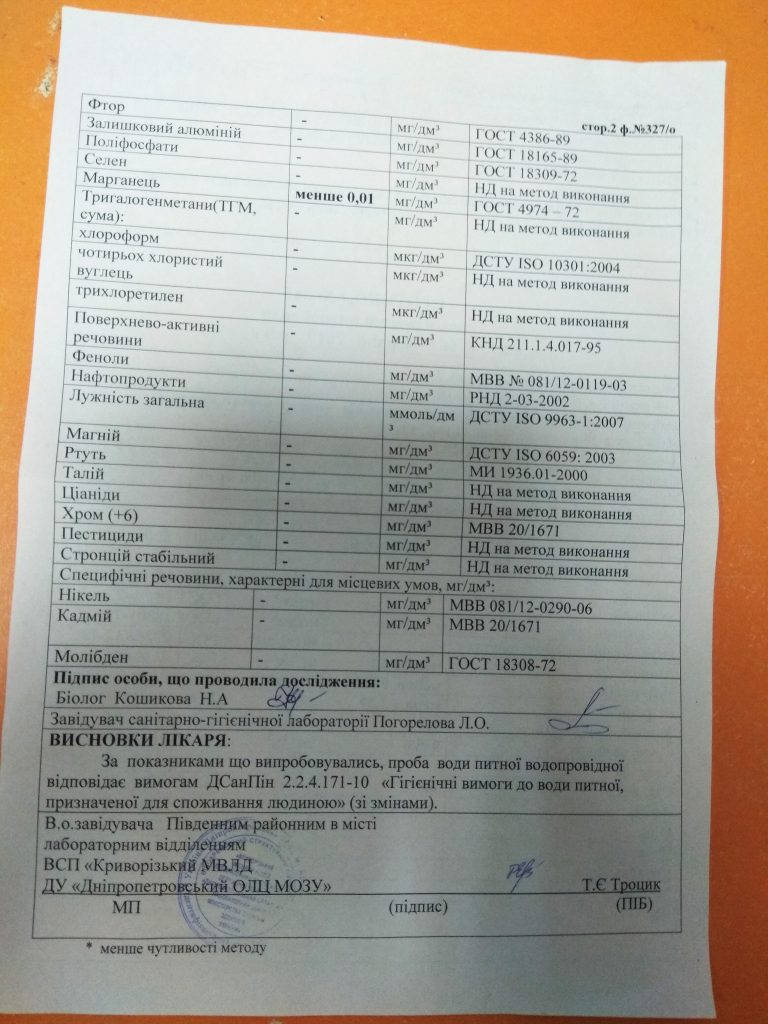 стор.2 ф..№327/о
Фтор - мг/дм³ ГОСТ 4386-89
Залишковий алюміній - мг/дм³ ГОСТ 18165-89
Поліфосфати - мг/дм³ ГОСТ 18309-72
Селен - мг/дм³ НД на метод виконання
Марганець менше 0,01 мг/дм³ ГОСТ 4974 – 72
Тригалогенметани(ТГМ, - мг/дм³ НД на метод виконання
сума):
хлороформ - мкг/дм³ ДСТУ ISO 10301:2004
чотирьох хлористий - мкг/дм³ НД на метод виконання
вуглець
трихлоретилен - мкг/дм³ НД на метод виконання
Поверхнево-активні - мг/дм³ КНД 211.1.4.017-95
речовини
Феноли - мг/дм³ МВВ № 081/12-0119-03
Нафтопродукти - мг/дм³ РНД 2-03-2002
Лужність загальна - ммоль/дм ДСТУ ISO 9963-1:2007
³
Магній - мг/дм³ ДСТУ ISO 6059: 2003
Ртуть - мг/дм³ МИ 1936.01-2000
Талій - мг/дм³ НД на метод виконання
Ціаніди - мг/дм³ НД на метод виконання
Хром (+6) - мг/дм³ МВВ 20/1671
Пестициди - мг/дм³ НД на метод виконання
Стронцій стабільний - мг/дм³ НД на метод виконання
Специфічні речовини, характерні для місцевих умов, мг/дм³:
Нікель - мг/дм³ МВВ 081/12-0290-06
Кадмій - мг/дм³ МВВ 20/1671
Молібден - мг/дм³ ГОСТ 18308-72
Підпис особи, що проводила дослідження:
Біолог Кошикова Н.А
Завідувач санітарно-гігієнічної лабораторії Погорелова Л.О.
ВИСНОВКИ ЛІКАРЯ:
За показниками що випробовувались, проба води питної водопровідної
відповідає вимогам ДСанПін 2.2.4.171-10 «Гігієнічні вимоги до води питної,
призначеної для споживання людиною» (зі змінами).
В.о.завідувача Південним районним в місті
лабораторним відділенням
ВСП «Криворізький МВЛД
ДУ «Дніпропетровський ОЛЦ МОЗУ» Т.Є Троцик
МП (підпис) (ПІБ)
* менше чутливості методу